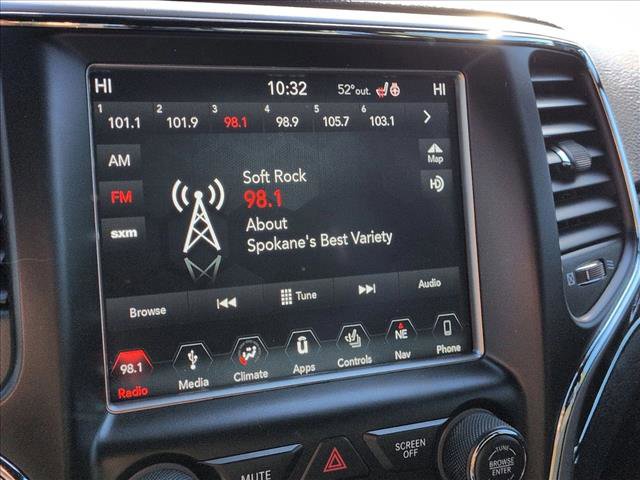 HI 10:32 52°out. HI
1 2 3 4 5 6
101.1 101.9 98.1 98.9 105.7 103.1
AM
FM
sxm
Soft Rock
98.1
About
Spokane's Best Variety
Map
HD
Browse Tune Audio
98.1 NE
Radio Media Climate Apps Controls Nav Phone
MUTE
SCREEN
OFF
TUNE
BROWSE
ENTER